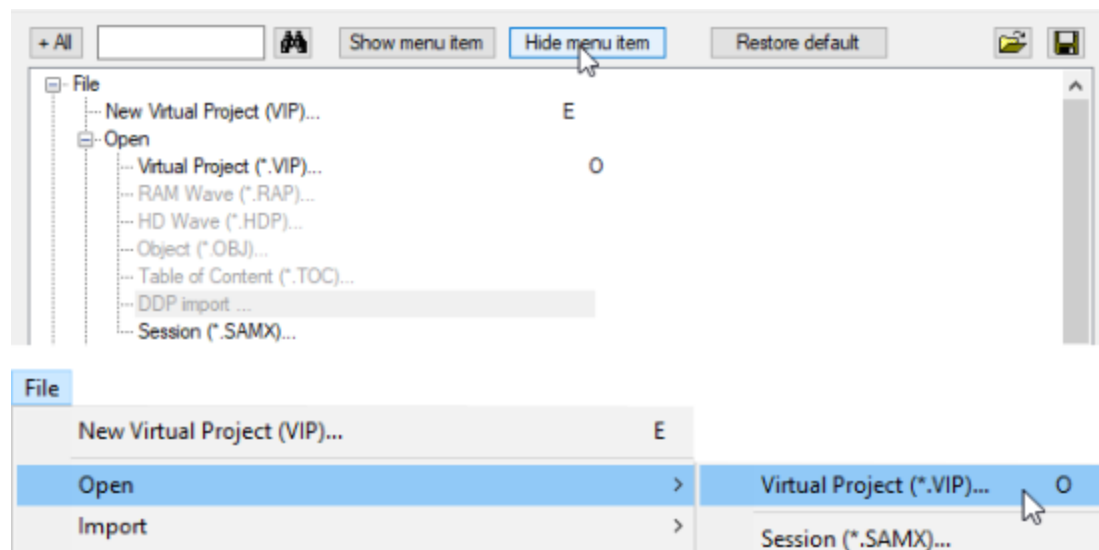 + All Show menu item Hide menu item Restore default
File
New Virtual Project (VIP)... E
Open
Virtual Project (*.VIP)... O
RAM Wave (*.RAP)...
HD Wave (*.HDP)...
Object (*.OBJ)...
Table of Content (*.TOC)...
DDP import ...
Session (*.SAMX)...
File
New Virtual Project (VIP)... E
Open > Virtual Project (*.VIP)... O
Import > Session (*.SAMX)...